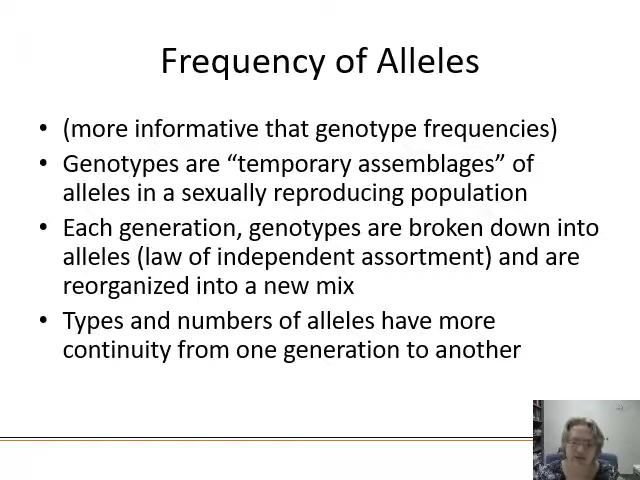 Frequency of Alleles
• (more informative that genotype frequencies)
• Genotypes are “temporary assemblages” of
alleles in a sexually reproducing population
• Each generation, genotypes are broken down into
alleles (law of independent assortment) and are
reorganized into a new mix
• Types and numbers of alleles have more
continuity from one generation to another